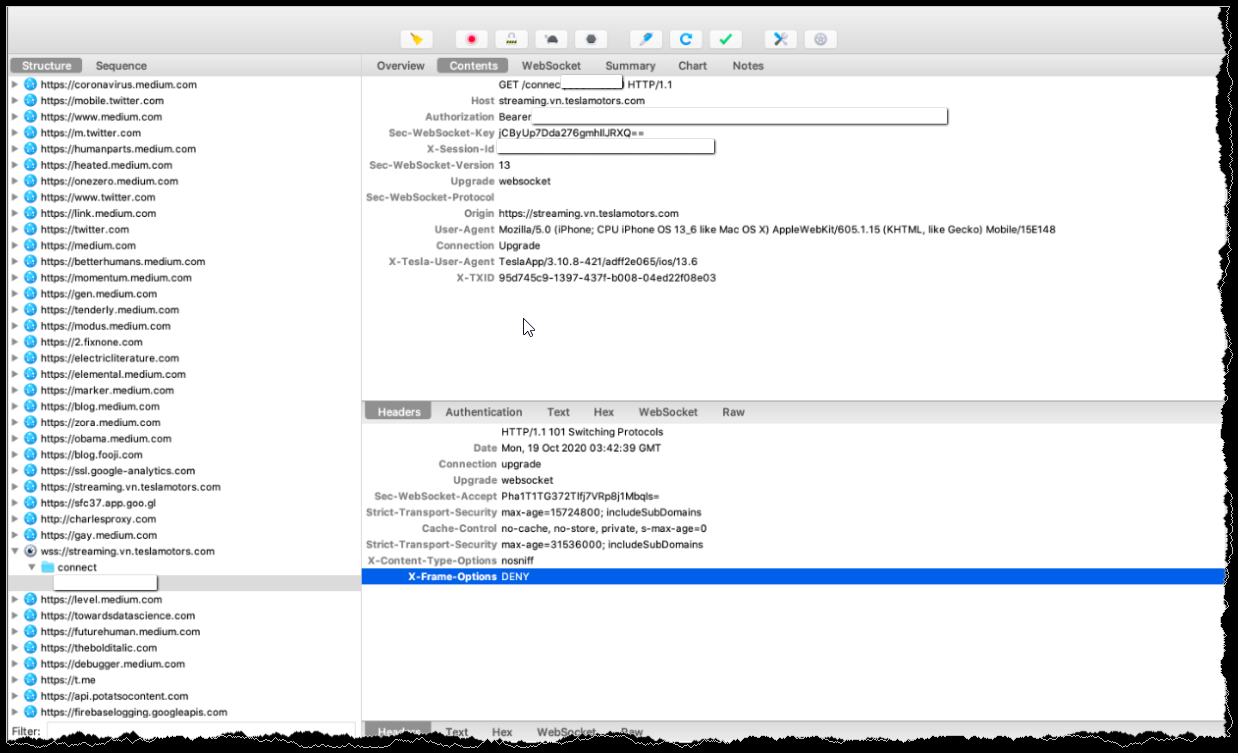 Structure Sequence
https://coronavirus.medium.com
https://mobile.twitter.com
https://www.medium.com
https://m.twitter.com
https://humanparts.medium.com
https://heated.medium.com
https://onezero.medium.com
https://www.twitter.com
https://link.medium.com
https://twitter.com
https://medium.com
https://betterhumans.medium.com
https://momentum.medium.com
https://gen.medium.com
https://tenderly.medium.com
https://modus.medium.com
https://2.fixnone.com
https://electricliterature.com
https://elemental.medium.com
https://marker.medium.com
https://blog.medium.com
https://zora.medium.com
https://obama.medium.com
https://blog.fooji.com
https://ssl.google-analytics.com
https://streaming.vn.teslamotors.com
https://sfc37.app.goo.gl
http://charlesproxy.com
https://gay.medium.com
wss://streaming.vn.teslamotors.com
connect
https://level.medium.com
https://towardsdatascience.com
https://futurehuman.medium.com
https://thebolditalic.com
https://debugger.medium.com
https://t.me
https://api.potatsocontent.com
https://firebaselogging.googleapis.com
Filter:
Overview Contents WebSocket Summary Chart Notes
GET /connec HTTP/1.1
Host streaming.vn.teslamotors.com
Authorization Bearer
Sec-WebSocket-Key jCByUp7Dda276gmhIlJRXQ==
X-Session-Id
Sec-WebSocket-Version 13
Upgrade websocket
Sec-WebSocket-Protocol
Origin https://streaming.vn.teslamotors.com
User-Agent Mozilla/5.0 (iPhone; CPU iPhone OS 13_6 like Mac OS X) AppleWebKit/605.1.15 (KHTML, like Gecko) Mobile/15E148
Connection Upgrade
X-Tesla-User-Agent TeslaApp/3.10.8-421/adff2e065/ios/13.6
X-TXID 95d745c9-1397-437f-b008-04ed22f08e03
Headers Authentication Text Hex WebSocket Raw
HTTP/1.1 101 Switching Protocols
Date Mon, 19 Oct 2020 03:42:39 GMT
Connection upgrade
Upgrade websocket
Sec-WebSocket-Accept Pha1T1TG372TIfj7VRp8j1Mbqls=
Strict-Transport-Security max-age=15724800; includeSubDomains
Cache-Control no-cache, no-store, private, s-max-age=0
Strict-Transport-Security max-age=31536000; includeSubDomains
X-Content-Type-Options nosniff
X-Frame-Options DENY
Headers Text Hex WebSocket Raw